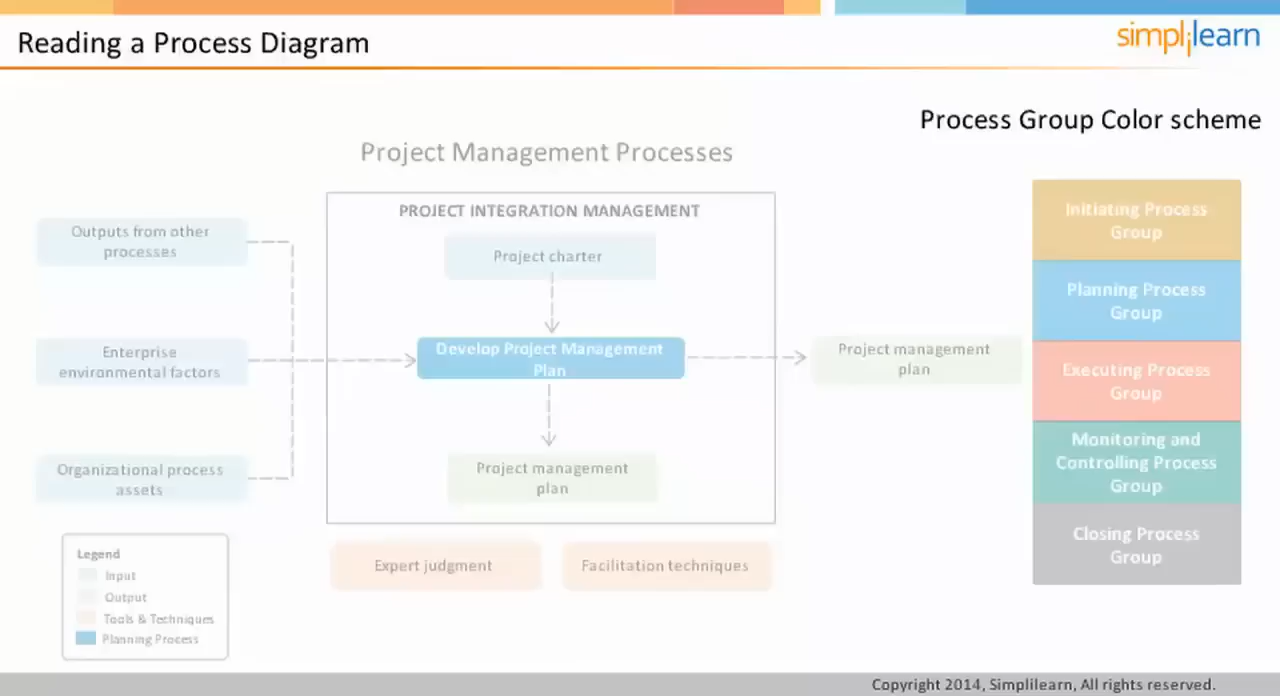 Reading a Process Diagram
simplilearn
Process Group Color scheme
Project Management Processes
PROJECT INTEGRATION MANAGEMENT
Outputs from other
processes
Project charter
Enterprise
environmental factors
Develop Project Management
Plan
Project management
plan
Organizational process
assets
Project management
plan
Expert judgment
Facilitation techniques
Legend
Input
Output
Tools & Techniques
Planning Process
Initiating Process
Group
Planning Process
Group
Executing Process
Group
Monitoring and
Controlling Process
Group
Closing Process
Group
Copyright 2014, Simplilearn, All rights reserved.